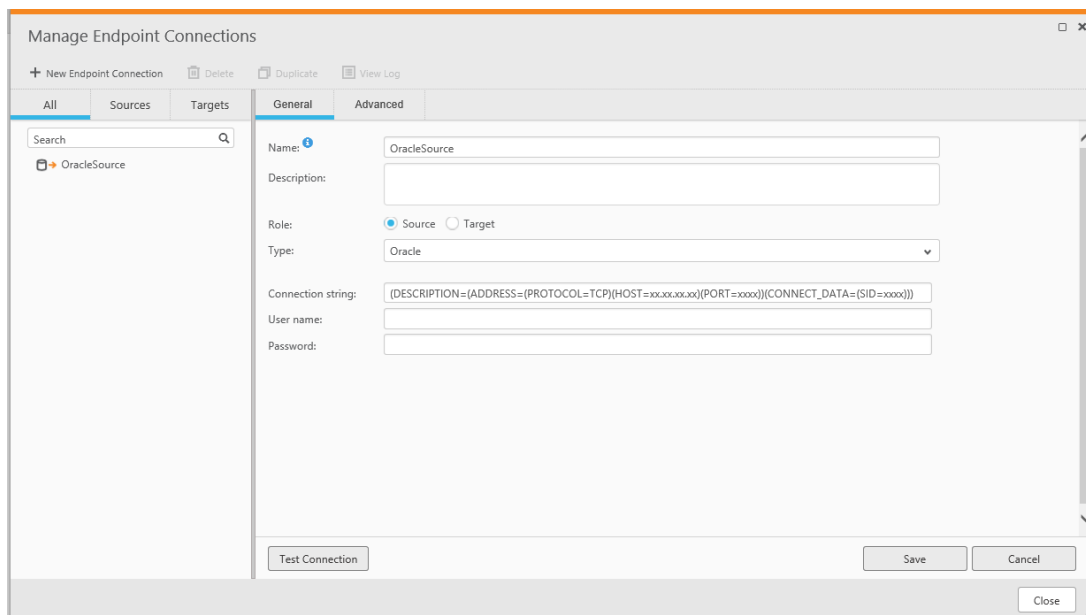 Manage Endpoint Connections
+ New Endpoint Connection Delete Duplicate View Log
All Sources Targets General Advanced
Search
OracleSource
Name: OracleSource
Description:
Role: Source Target
Type: Oracle
Connection string: (DESCRIPTION=(ADDRESS=(PROTOCOL=TCP)(HOST=xx.xx.xx.xx)(PORT=xxxx))(CONNECT_DATA=(SID=xxxx)))
User name:
Password:
Test Connection Save Cancel
Close